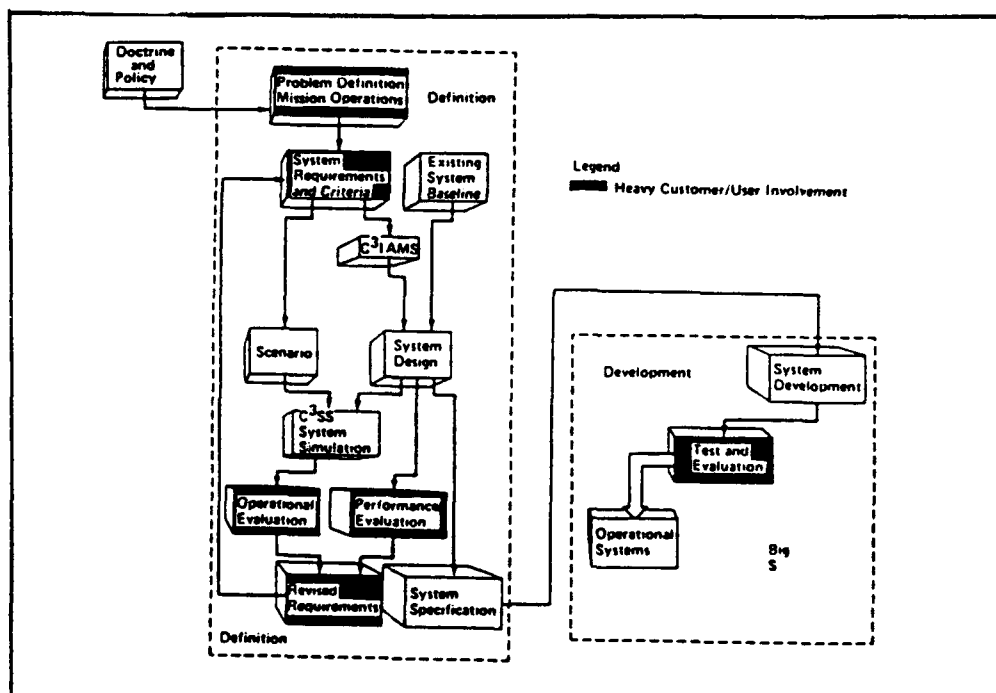 Doctrine
and
Policy
Problem Definition
Mission Operations
Definition
System
Requirements
and Criteria
Existing
System
Baseline
Legend
Heavy Customer/User Involvement
C³I AMS
Scenario
System
Design
Development
System
Development
C³SS
System
Simulation
Test and
Evaluation
Operational
Evaluation
Performance
Evaluation
Operational
Systems
Big
S
Revised
Requirements
System
Specification
Definition